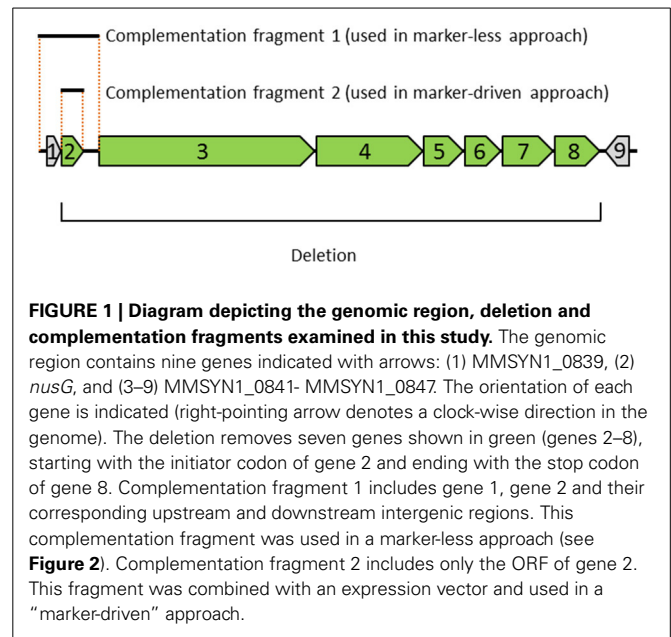 Complementation fragment 1 (used in marker-less approach)
Complementation fragment 2 (used in marker-driven approach)
1 2 3 4 5 6 7 8 9
Deletion
FIGURE 1 | Diagram depicting the genomic region, deletion and
complementation fragments examined in this study. The genomic
region contains nine genes indicated with arrows: (1) MMSYN1_0839, (2)
nusG, and (3–9) MMSYN1_0841- MMSYN1_0847. The orientation of each
gene is indicated (right-pointing arrow denotes a clock-wise direction in the
genome). The deletion removes seven genes shown in green (genes 2–8),
starting with the initiator codon of gene 2 and ending with the stop codon
of gene 8. Complementation fragment 1 includes gene 1, gene 2 and their
corresponding upstream and downstream intergenic regions. This
complementation fragment was used in a marker-less approach (see
Figure 2). Complementation fragment 2 includes only the ORF of gene 2.
This fragment was combined with an expression vector and used in a
“marker-driven” approach.